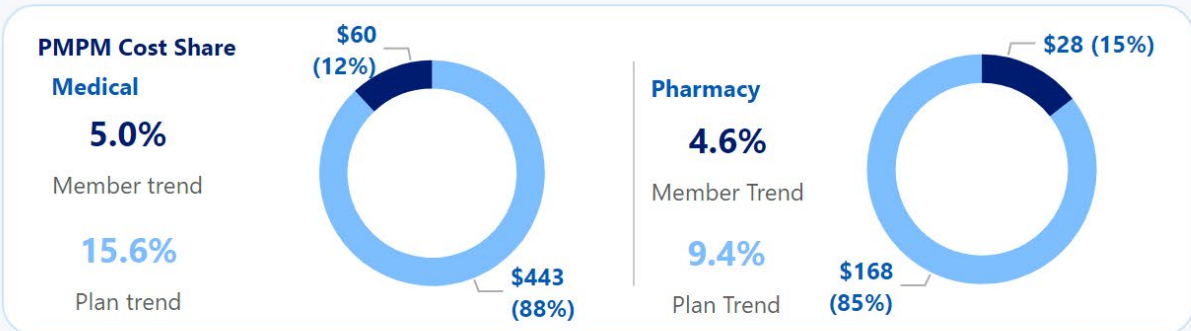 PMPM Cost Share
Medical
5.0%
Member trend
15.6%
Plan trend
$60
(12%)
$443
(88%)
Pharmacy
4.6%
Member Trend
9.4%
Plan Trend
$28 (15%)
$168
(85%)